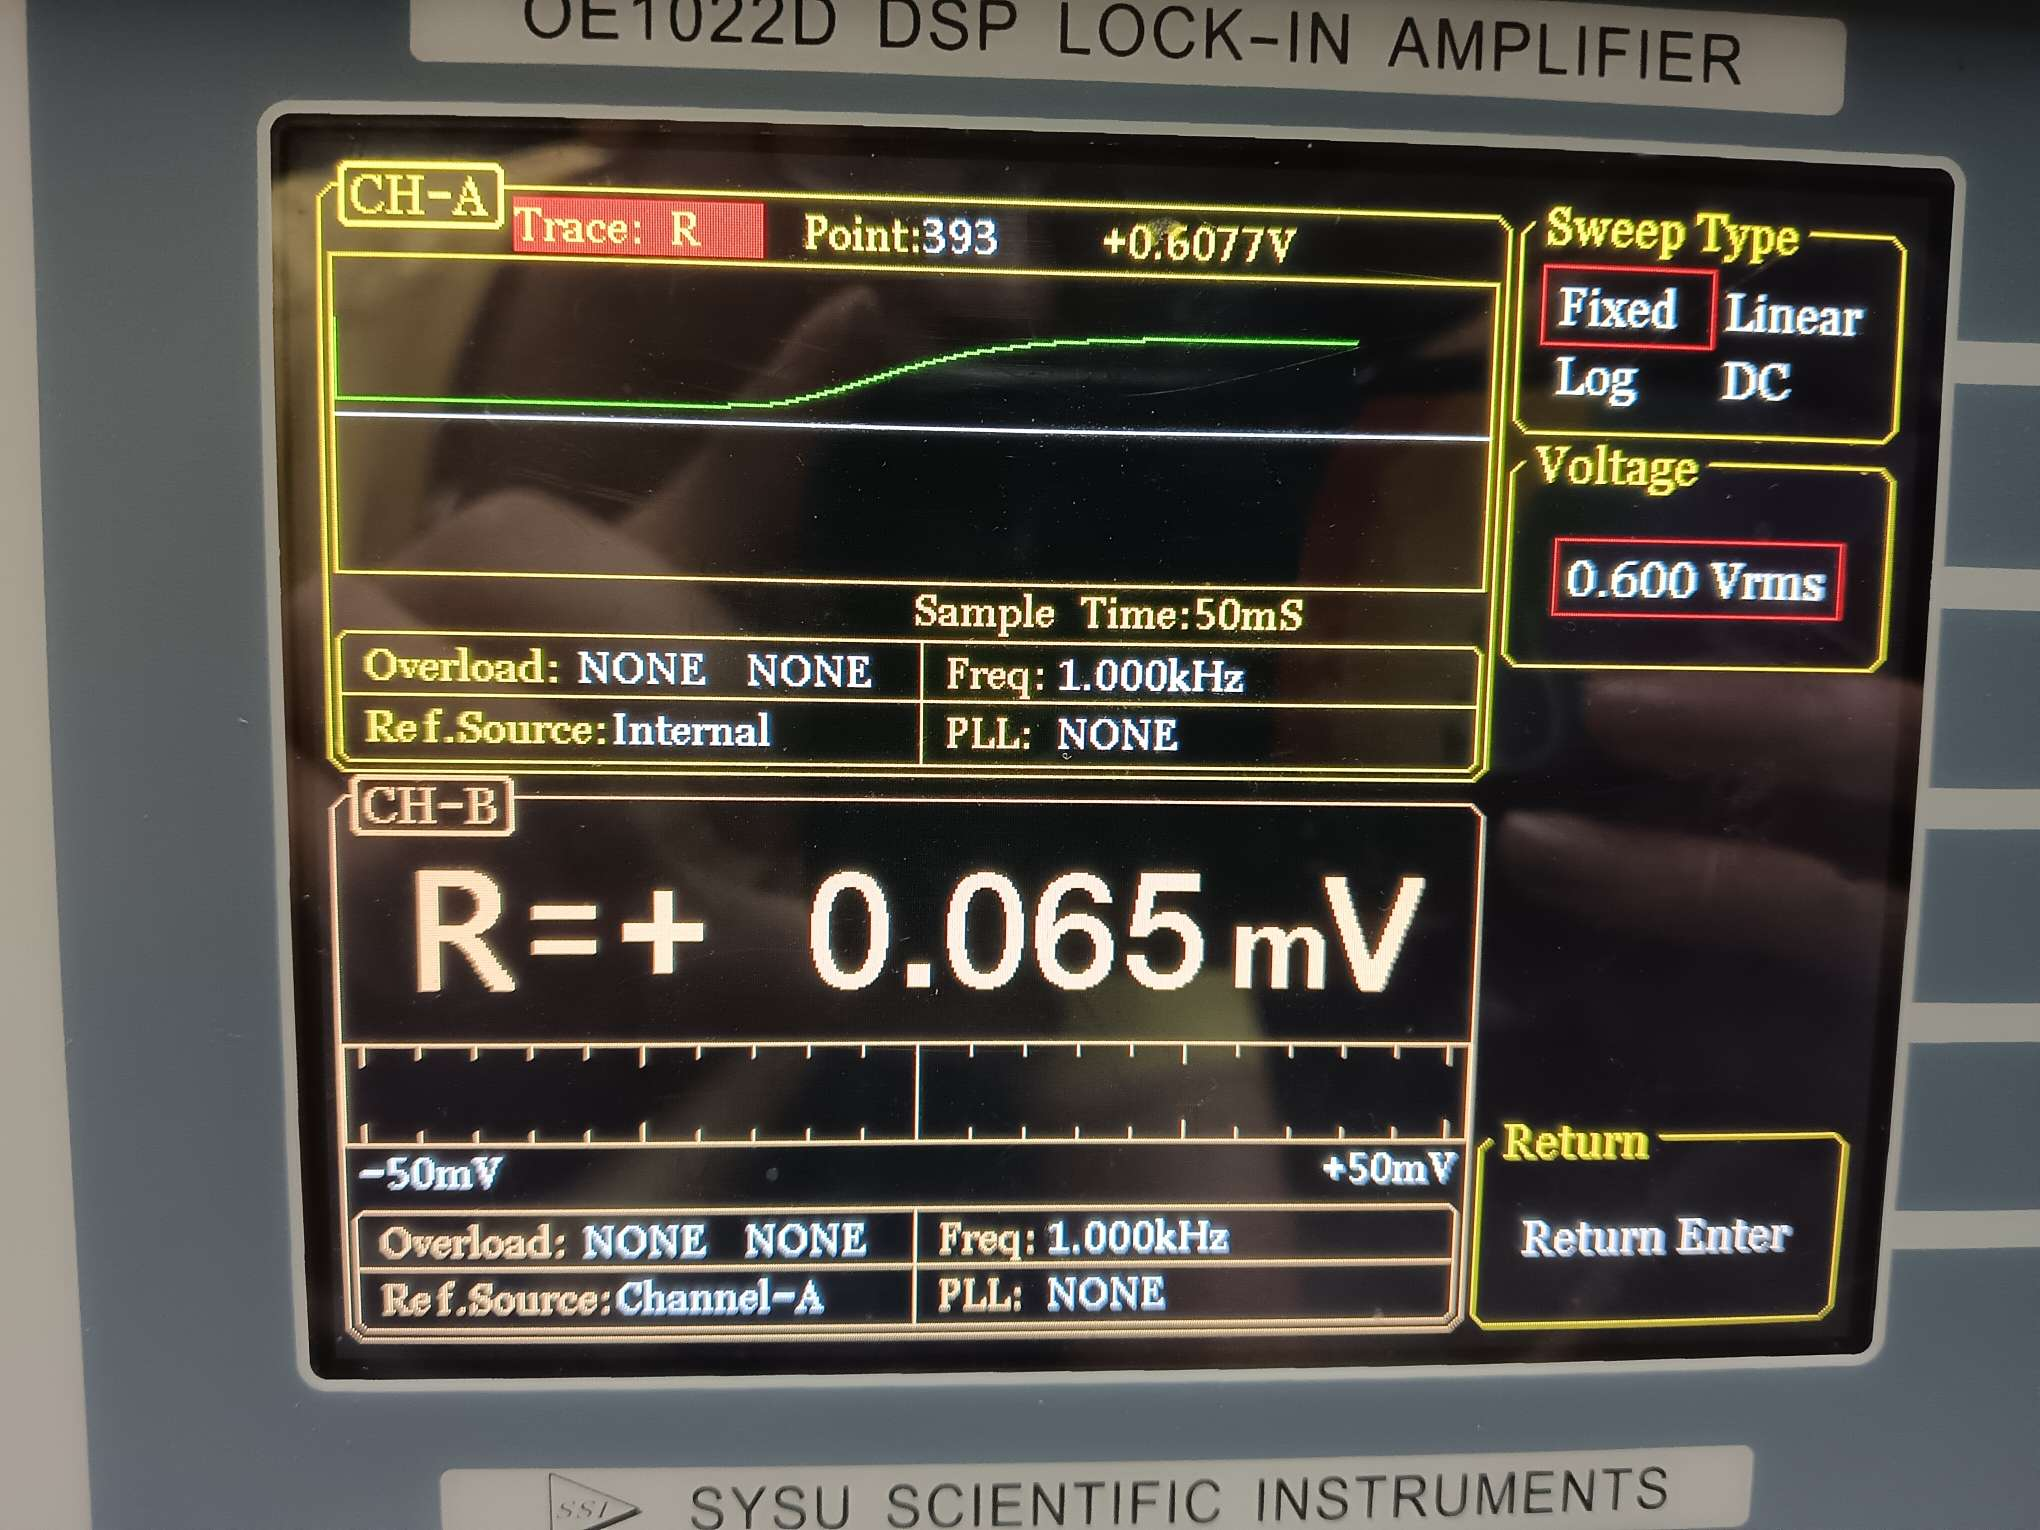 OE1022D DSP LOCK-IN AMPLIFIER
CH-A
Trace: R Point:393 +0.6077V
Sample Time:50mS
Overload: NONE NONE Freq: 1.000kHz
Ref.Source:Internal PLL: NONE
Sweep Type
Fixed Linear
Log DC
Voltage
0.600 Vrms
CH-B
R=+ 0.065 mV
-50mV +50mV
Overload: NONE NONE Freq: 1.000kHz
Ref.Source:Channel-A PLL: NONE
Return
Return Enter
SSI SYSU SCIENTIFIC INSTRUMENTS